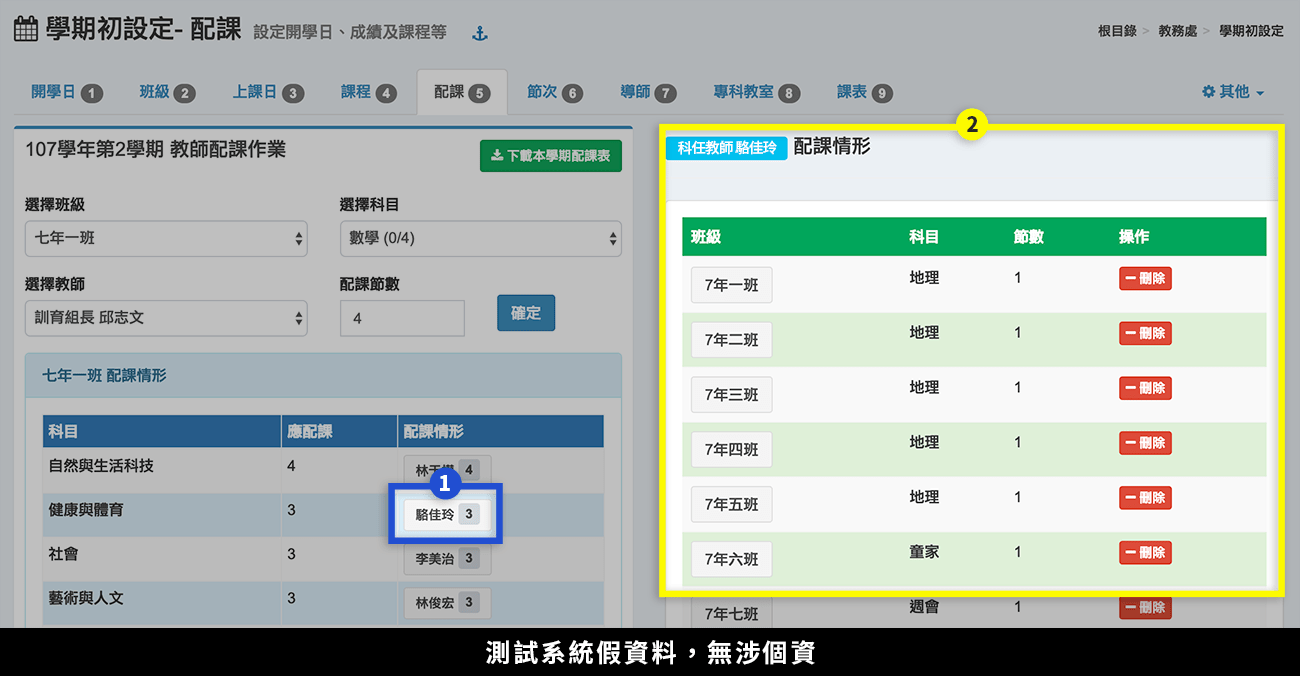 學期初設定- 配課 設定開學日、成績及課程等
根目錄 > 教務處 > 學期初設定
開學日 1 班級 2 上課日 3 課程 4 配課 5 節次 6 導師 7 專科教室 8 課表 9 其他
107學年第2學期 教師配課作業
下載本學期配課表
選擇班級 選擇科目
七年一班 數學 (0/4)
選擇教師 配課節數
訓育組長 邱志文 4 確定
七年一班 配課情形
科目 應配課 配課情形
自然與生活科技 4 4
1
健康與體育 3 駱佳玲 3
社會 3 李美治 3
藝術與人文 3 林俊宏 3
2
科任教師 駱佳玲 配課情形
班級 科目 節數 操作
7年一班 地理 1 刪除
7年二班 地理 1 刪除
7年三班 地理 1 刪除
7年四班 地理 1 刪除
7年五班 地理 1 刪除
7年六班 童家 1 刪除
7年七班 週會 1 刪除
測試系統假資料，無涉個資